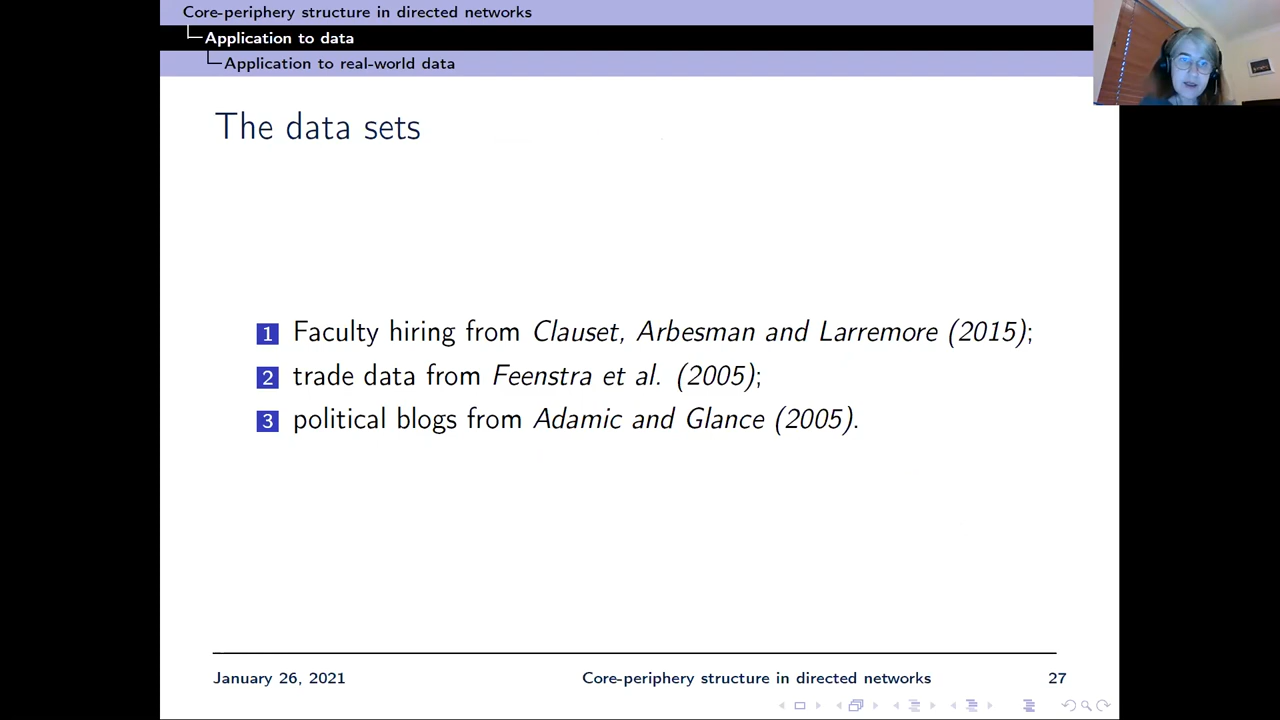 Core-periphery structure in directed networks
Application to data
Application to real-world data
The data sets
1 Faculty hiring from Clauset, Arbesman and Larremore (2015);
2 trade data from Feenstra et al. (2005);
3 political blogs from Adamic and Glance (2005).
January 26, 2021 Core-periphery structure in directed networks 27